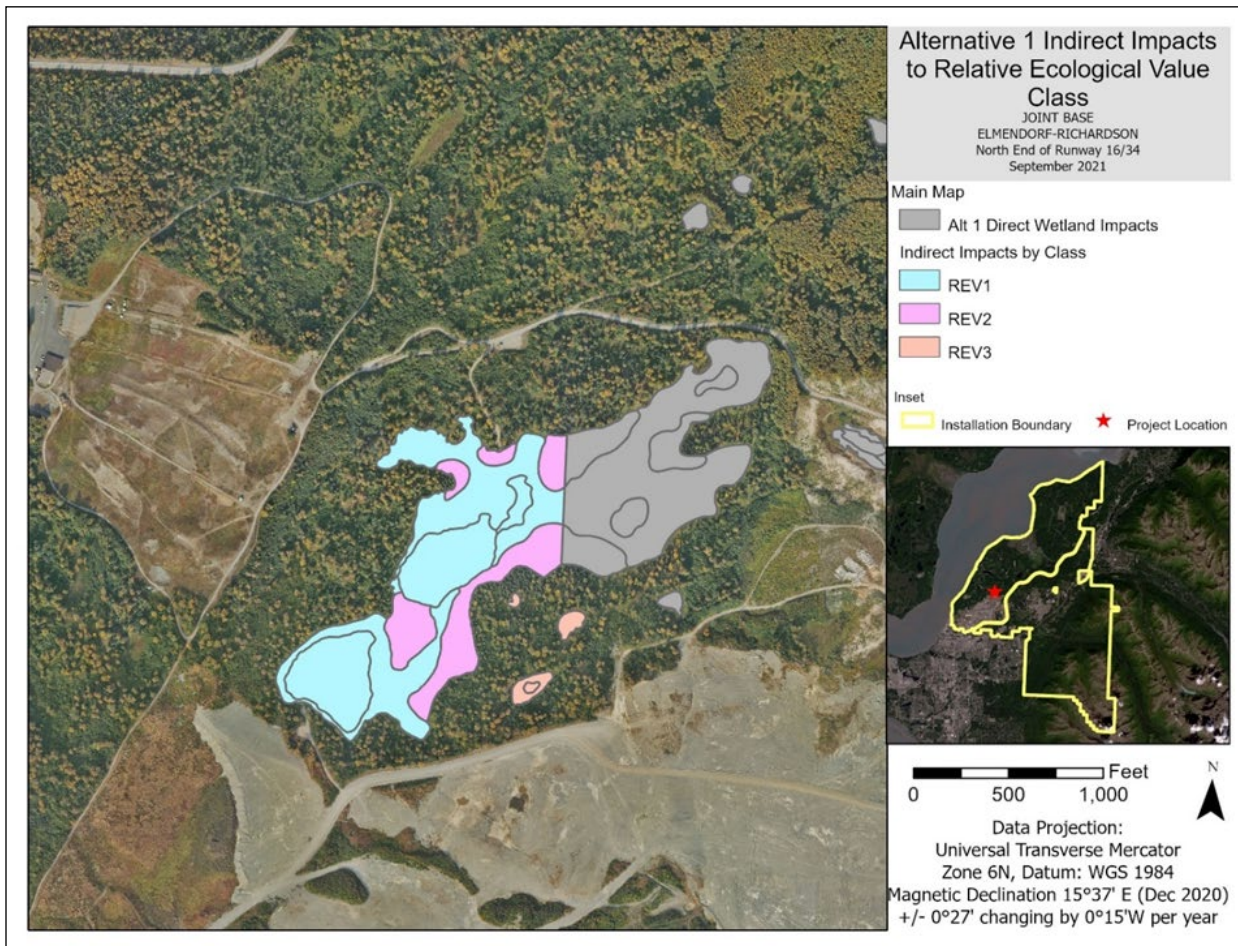 Alternative 1 Indirect Impacts
to Relative Ecological Value
Class
JOINT BASE
ELMENDORF-RICHARDSON
North End of Runway 16/34
September 2021
Main Map
Alt 1 Direct Wetland Impacts
Indirect Impacts by Class
REV1
REV2
REV3
Inset
Installation Boundary
Project Location
Feet
0 500 1,000
N
Data Projection:
Universal Transverse Mercator
Zone 6N, Datum: WGS 1984
Magnetic Declination 15°37' E (Dec 2020)
+/- 0°27' changing by 0°15'W per year